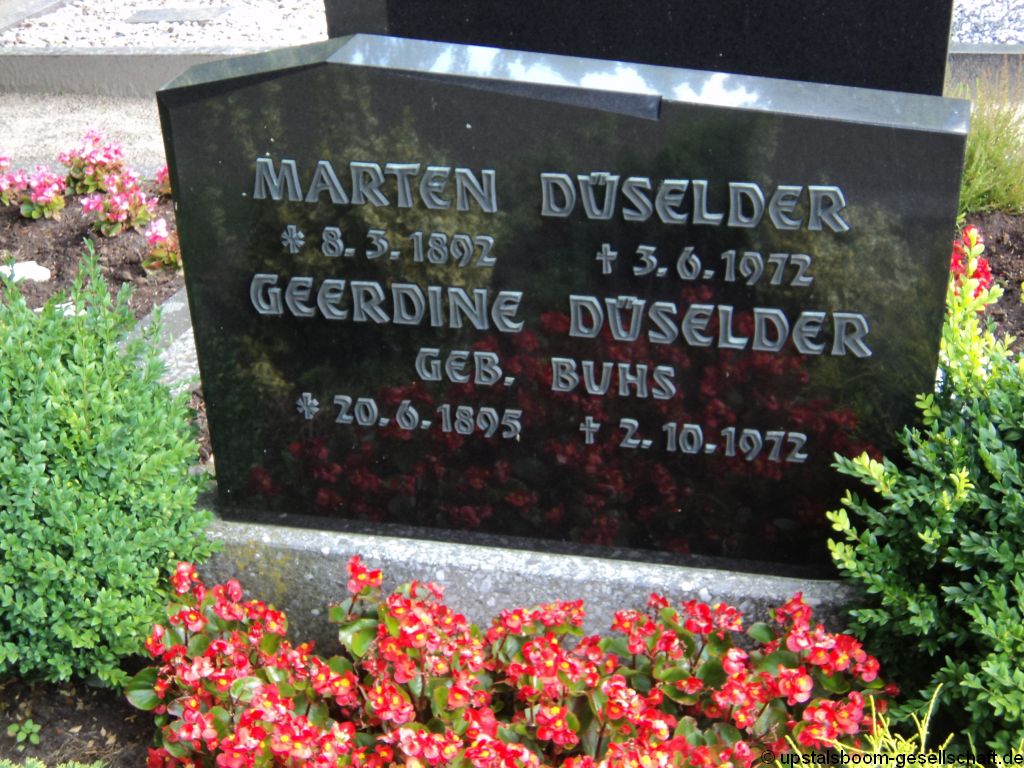 MARTEN DÜSELDER
* 8.3.1892 † 3.6.1972
GEERDINE DÜSELDER
GEB. BUHS
* 20.6.1895 † 2.10.1972
© upstalsboom-gesellschaft.de